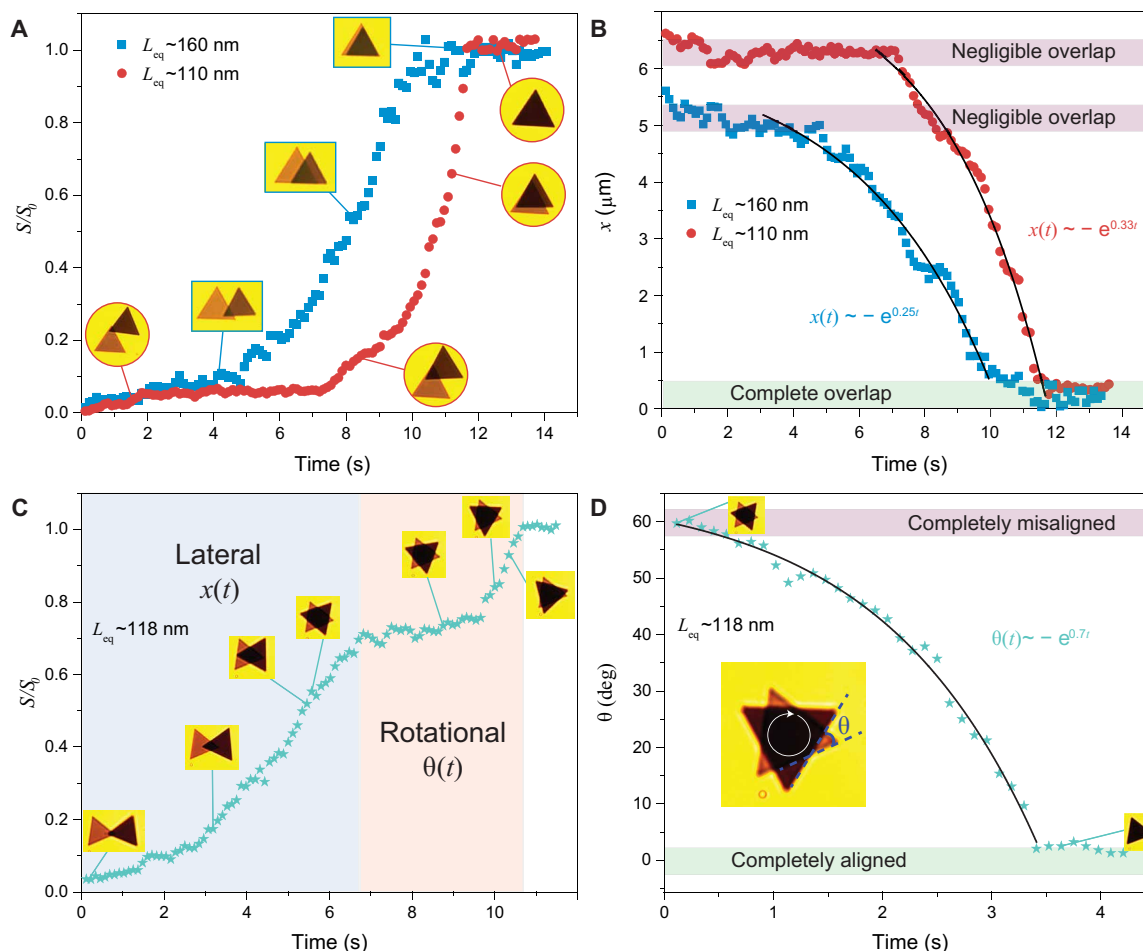 A
L_eq~160 nm
L_eq~110 nm
S/S_0
1.0
0.8
0.6
0.4
0.2
0.0
0 2 4 6 8 10 12 14
Time (s)
B
Negligible overlap
Negligible overlap
L_eq~160 nm
L_eq~110 nm
x(t) ~ − e^0.33t
x(t) ~ − e^0.25t
Complete overlap
x (μm)
6
5
4
3
2
1
0
0 2 4 6 8 10 12 14
Time (s)
C
Lateral
x(t)
L_eq~118 nm
Rotational
θ(t)
S/S_0
1.0
0.8
0.6
0.4
0.2
0.0
0 2 4 6 8 10
Time (s)
D
Completely misaligned
L_eq~118 nm
θ(t) ~ − e^0.7t
θ
Completely aligned
θ (deg)
60
50
40
30
20
10
0
0 1 2 3 4
Time (s)